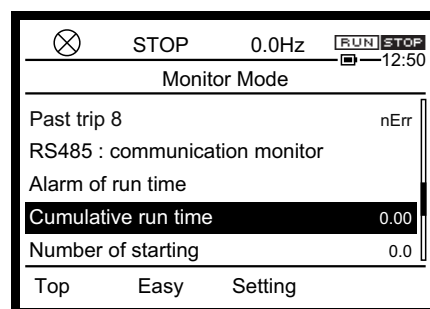 STOP 0.0Hz RUN STOP
12:50
Monitor Mode
Past trip 8 nErr
RS485 : communication monitor
Alarm of run time
Cumulative run time 0.00
Number of starting 0.0
Top Easy Setting